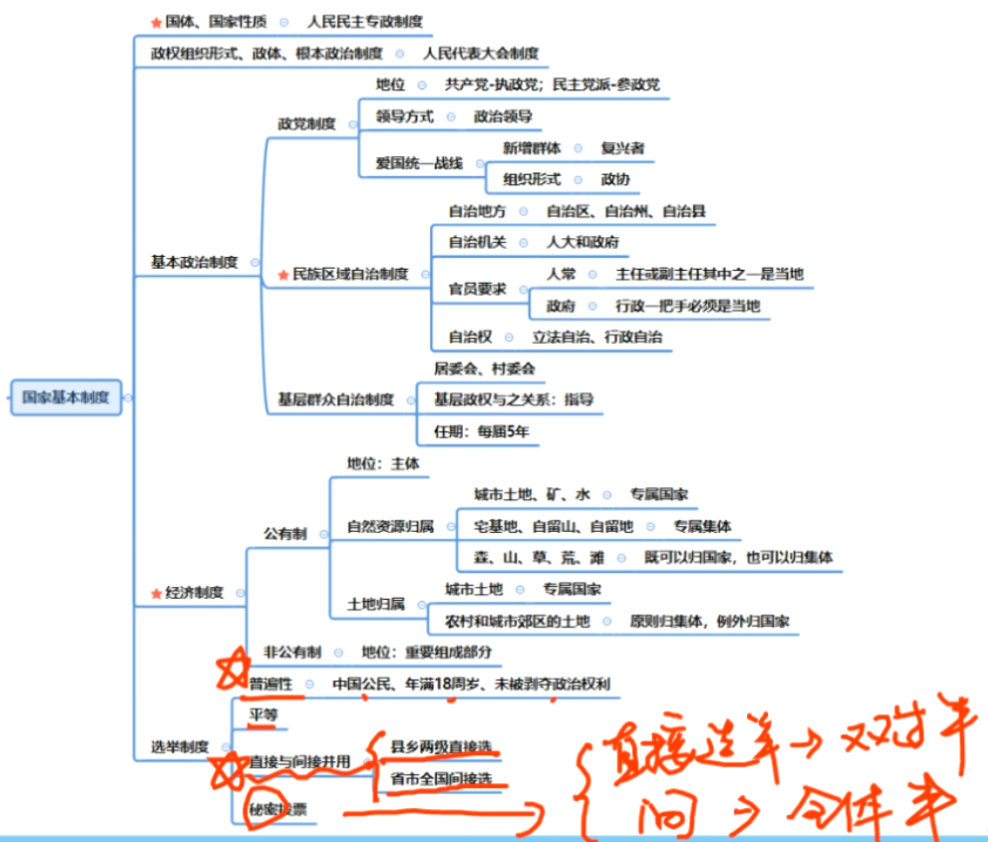 ★国体、国家性质 人民民主专政制度
政权组织形式、政体、根本政治制度 人民代表大会制度
地位 共产党-执政党；民主党派-参政党
政党制度
领导方式 政治领导
爱国统一战线
新增群体 复兴者
组织形式 政协
自治地方 自治区、自治州、自治县
自治机关 人大和政府
基本政治制度
★民族区域自治制度
官员要求
人常 主任或副主任其中之一是当地
政府 行政一把手必须是当地
自治权 立法自治、行政自治
居委会、村委会
国家基本制度
基层群众自治制度
基层政权与之关系：指导
任期：每届5年
地位：主体
城市土地、矿、水 专属国家
公有制
自然资源归属
宅基地、自留山、自留地 专属集体
森、山、草、荒、滩 既可以归国家，也可以归集体
★经济制度
土地归属
城市土地 专属国家
农村和城市郊区的土地 原则归集体，例外归国家
非公有制 地位：重要组成部分
普遍性 中国公民、年满18周岁、未被剥夺政治权利
平等
选举制度
直接与间接并用
县乡两级直接选
省市全国间接选
秘密投票
直接选举→双过半
间→全体半